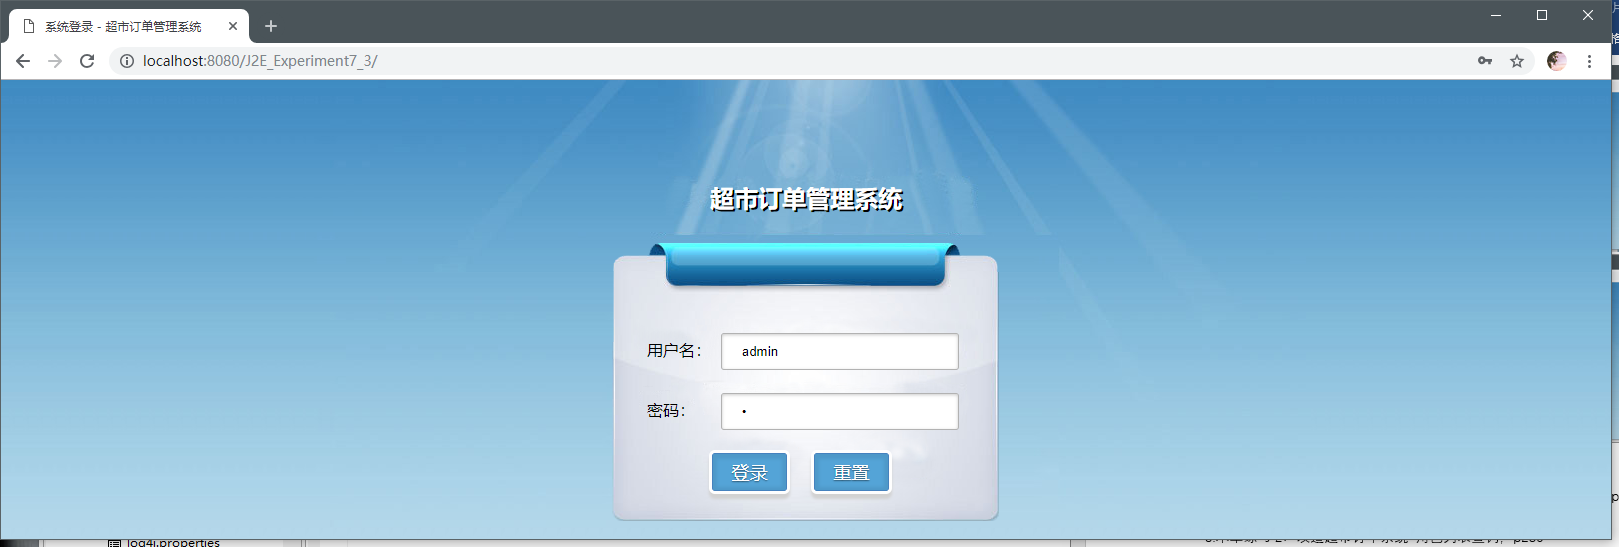 系统登录 - 超市订单管理系统
localhost:8080/J2E_Experiment7_3/
超市订单管理系统
用户名：
admin
密码：
登录
重置
log4j.properties